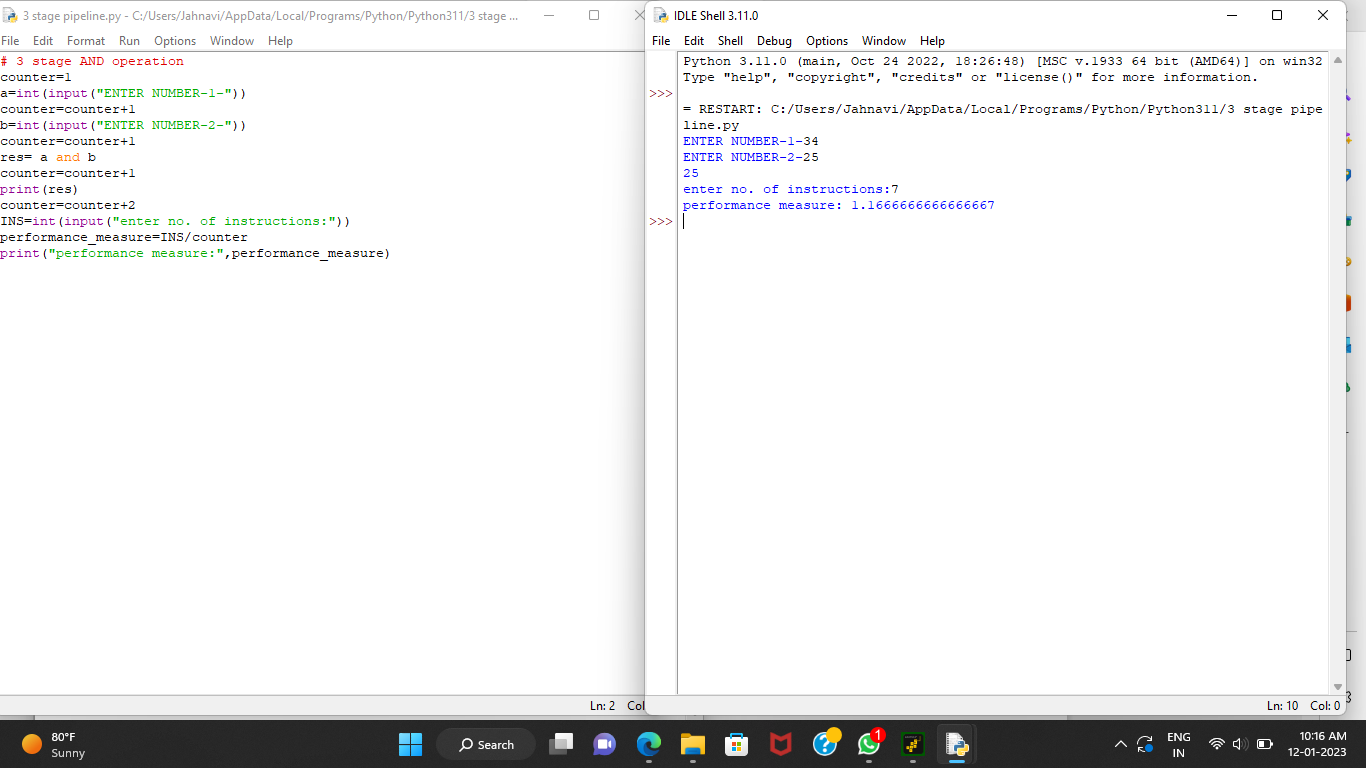 3 stage pipeline.py - C:/Users/Jahnavi/AppData/Local/Programs/Python/Python311/3 stage ...
File Edit Format Run Options Window Help
# 3 stage AND operation
counter=1
a=int(input("ENTER NUMBER-1-"))
counter=counter+1
b=int(input("ENTER NUMBER-2-"))
counter=counter+1
res= a and b
counter=counter+1
print(res)
counter=counter+2
INS=int(input("enter no. of instructions:"))
performance_measure=INS/counter
print("performance measure:",performance_measure)
Ln: 2 Col
IDLE Shell 3.11.0
File Edit Shell Debug Options Window Help
Python 3.11.0 (main, Oct 24 2022, 18:26:48) [MSC v.1933 64 bit (AMD64)] on win32
Type "help", "copyright", "credits" or "license()" for more information.
>>>
= RESTART: C:/Users/Jahnavi/AppData/Local/Programs/Python/Python311/3 stage pipe
line.py
ENTER NUMBER-1-34
ENTER NUMBER-2-25
25
enter no. of instructions:7
performance measure: 1.1666666666666667
>>>
Ln: 10 Col: 0
80°F
Sunny
Search
1
ENG
IN
10:16 AM
12-01-2023